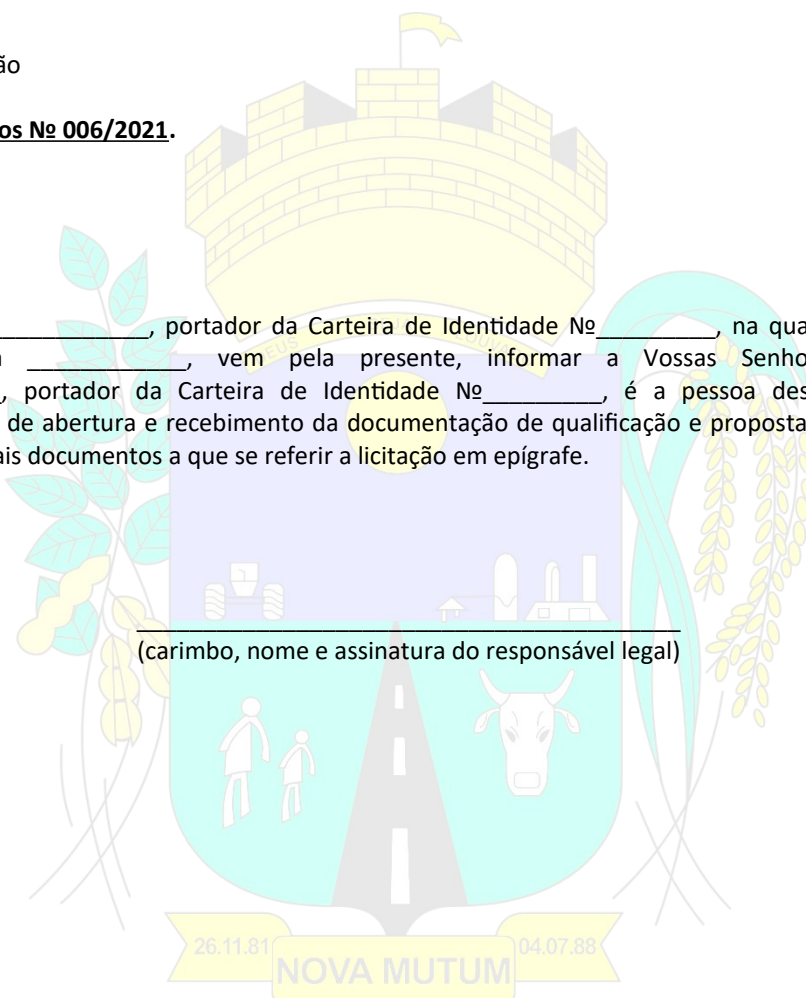 ão
os Nº 006/2021.
____________, portador da Carteira de Identidade Nº_________, na qua
____________, vem pela presente, informar a Vossas Senho
, portador da Carteira de Identidade Nº_________, é a pessoa des
de abertura e recebimento da documentação de qualificação e proposta
ais documentos a que se referir a licitação em epígrafe.
(carimbo, nome e assinatura do responsável legal)
26.11.81 NOVA MUTUM 04.07.88